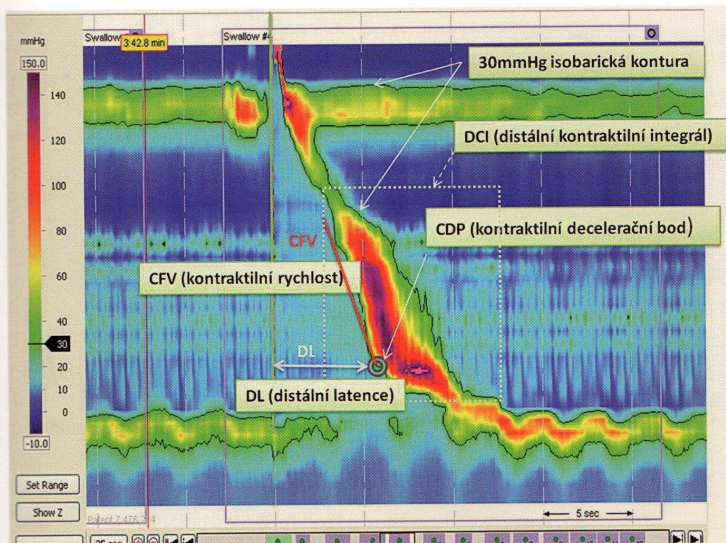 mmHg
150.0
140
120
100
80
60
40
30
20
10
0
-10.0
Set Range
Show Z
Swallow
3:42.8 min
Swallow #4
30mmHg isobarická kontura
DCI (distální kontraktilní integrál)
CDP (kontraktilní decelerační bod)
CFV
CFV (kontraktilní rychlost)
DL
DL (distální latence)
5 sec